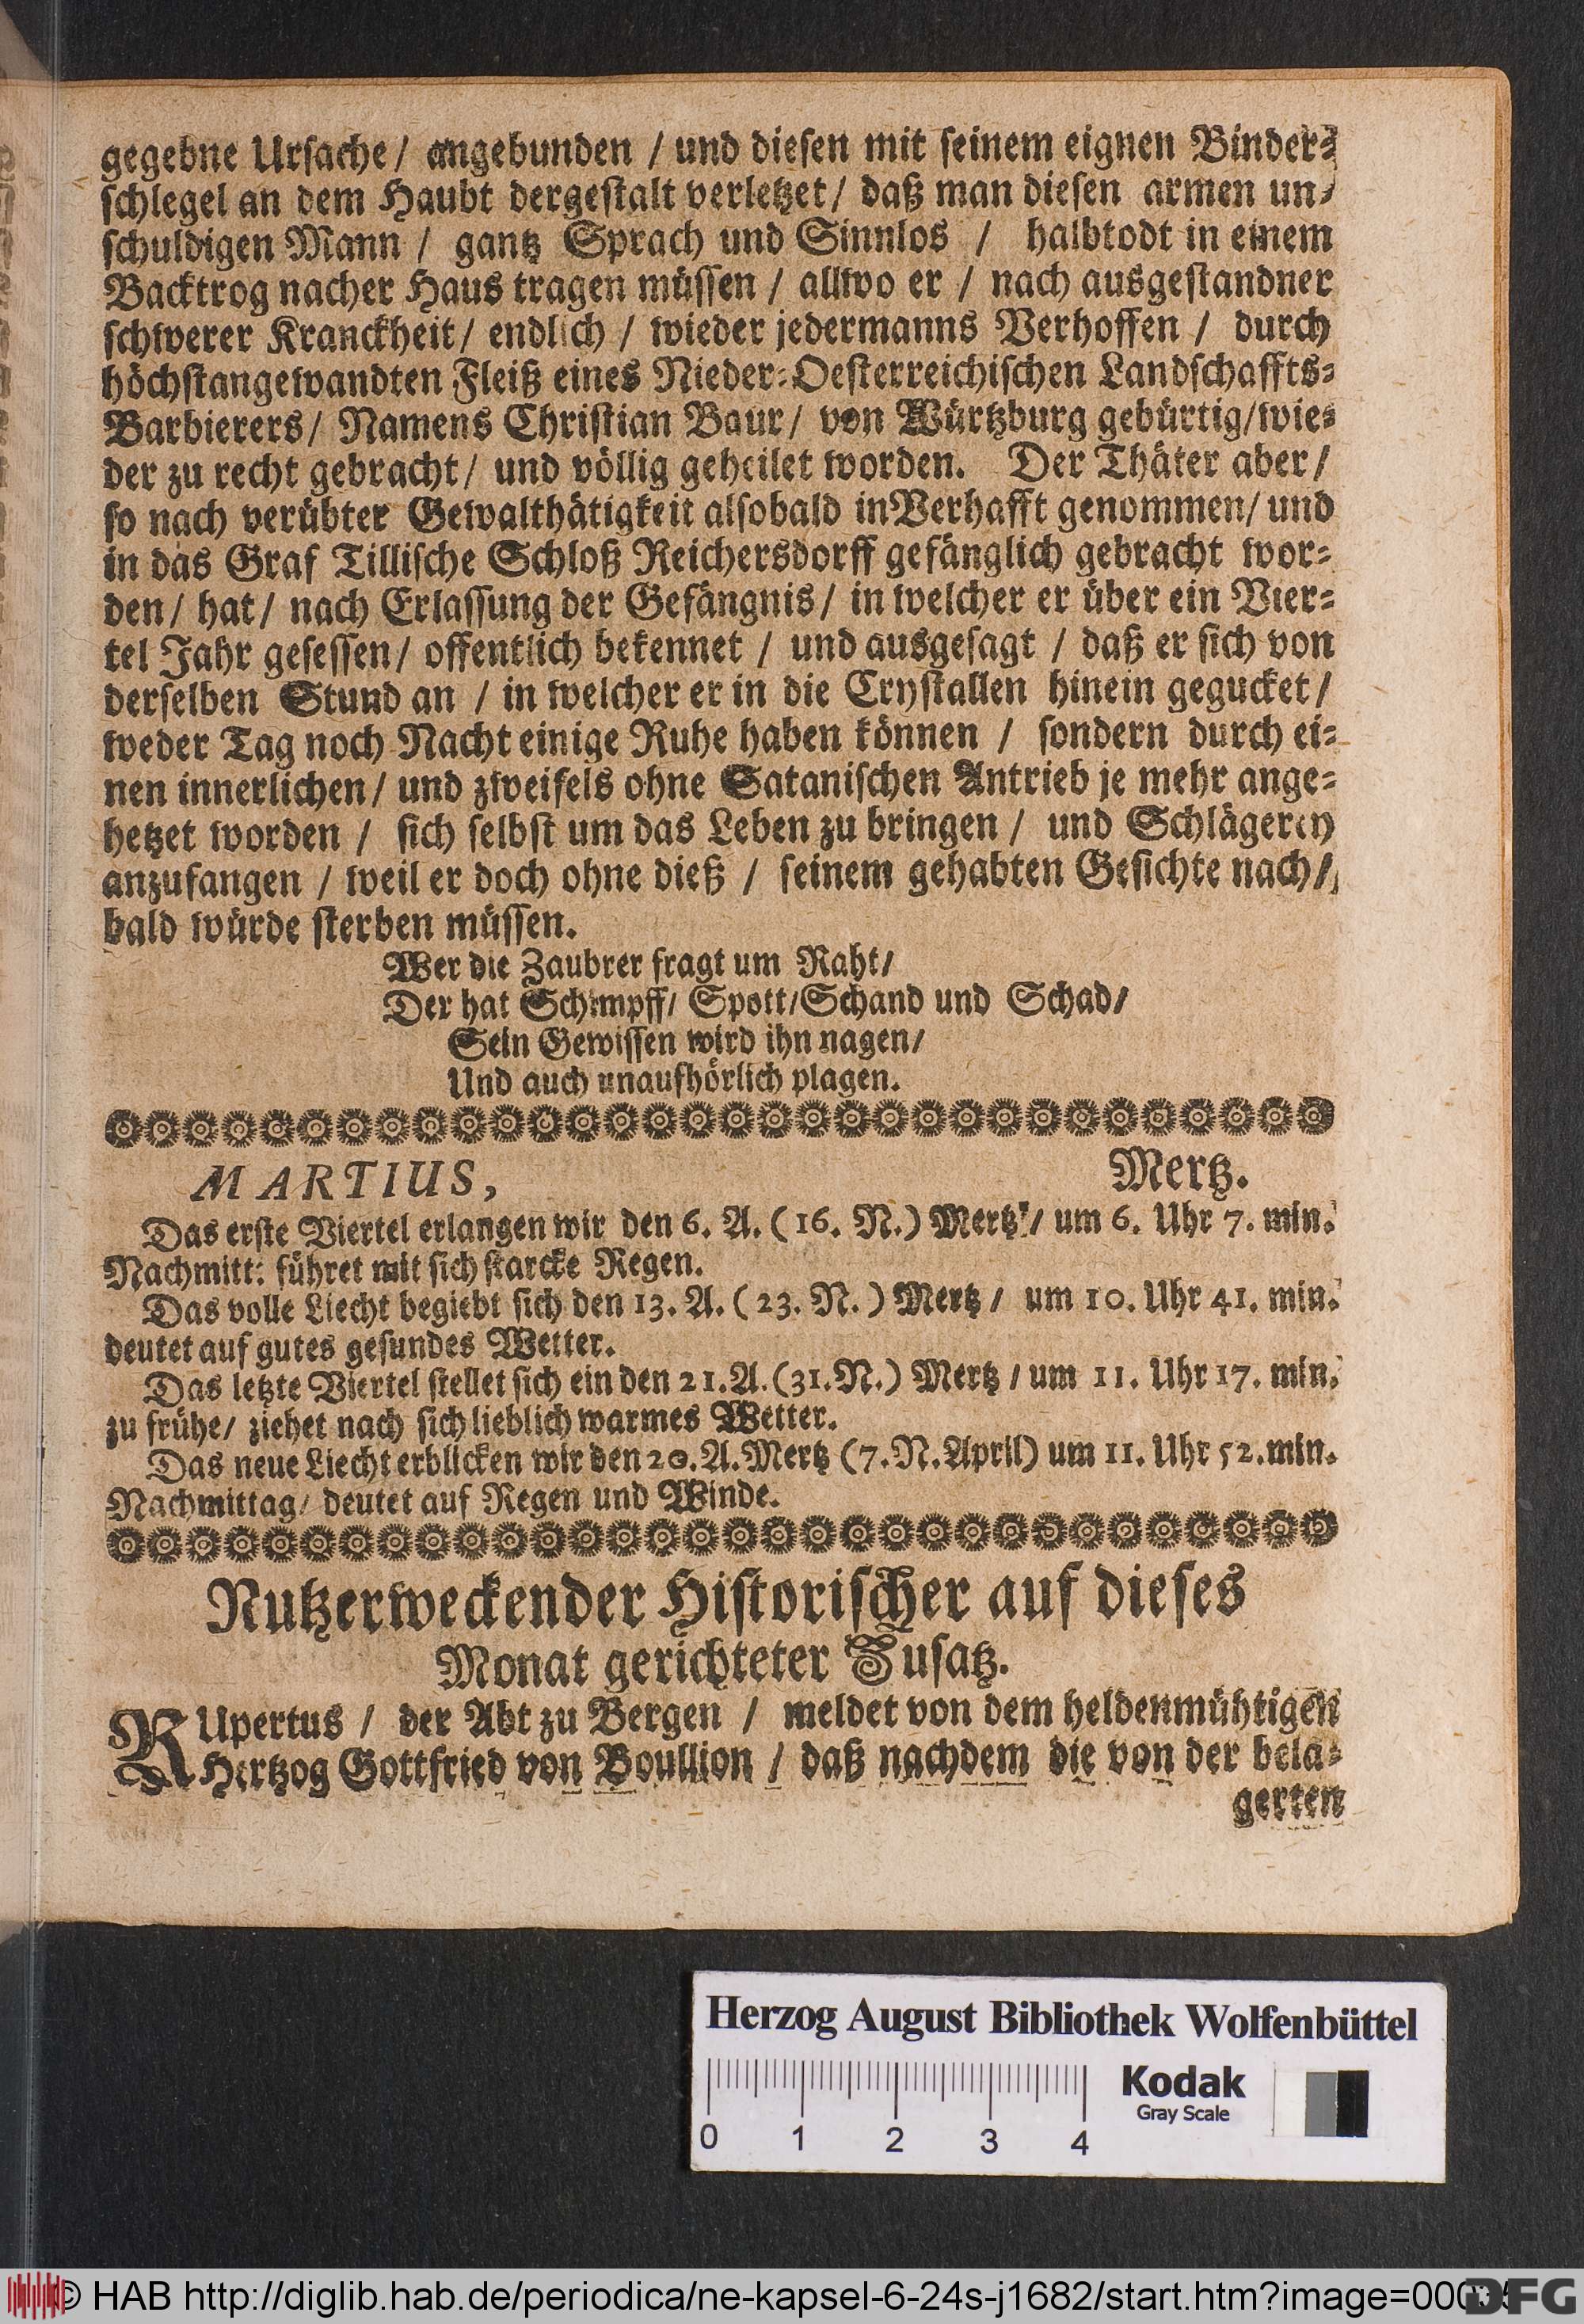 gegebne Ursache / angebunden / und diesen mit seinem eignen Binder-
schlegel an dem Haubt dergestalt verletzet / daß man diesen armen un-
schuldigen Mann / gantz Sprach und Sinnlos / halbtodt in einem
Backtrog nacher Haus tragen müssen / allwo er / nach ausgestandner
schwerer Kranckheit / endlich / wieder jedermanns Verhoffen / durch
höchstangewandten Fleiß eines Nieder-Oesterreichischen Landschaffts-
Barbierers / Namens Christian Baur / von Würtzburg gebürtig / wie-
der zu recht gebracht / und völlig geheilet worden. Der Thäter aber /
so nach verübter Gewalthätigkeit alsobald in Verhafft genommen / und
in das Graf Tillische Schloß Reichersdorff gefänglich gebracht wor-
den / hat / nach Erlassung der Gefängnis / in welcher er über ein Vier-
tel Jahr gesessen / offentlich bekennet / und ausgesagt / daß er sich von
derselben Stund an / in welcher er in die Crystallen hinein gegucket /
weder Tag noch Nacht einige Ruhe haben können / sondern durch ei-
nen innerlichen / und zweifels ohne Satanischen Antrieb je mehr ange-
hetzet worden / sich selbst um das Leben zu bringen / und Schlägerey
anzufangen / weil er doch ohne dieß / seinem gehabten Gesichte nach /
bald würde sterben müssen.
Wer die Zaubrer fragt um Raht /
Der hat Schimpff / Spott / Schand und Schad /
Sein Gewissen wird ihn nagen /
Und auch unaufhörlich plagen.
MARTIUS, Mertz.
Das erste Viertel erlangen wir den 6. A. (16. N.) Mertz / um 6. Uhr 7. min.
Nachmitt: führet mit sich starcke Regen.
Das volle Liecht begiebt sich den 13. A. (23. N.) Mertz / um 10. Uhr 41. min.
deutet auf gutes gesundes Wetter.
Das letzte Viertel stellet sich ein den 21. A. (31. N.) Mertz / um 11. Uhr 17. min.
zu frühe / ziehet nach sich lieblich warmes Wetter.
Das neue Liecht erblicken wir den A. Mertz (7. N. April) um 11. Uhr 52. min.
Nachmittag / deutet auf Regen und Winde.
Nutzerweckender Historischer auf dieses
Monat gerichteter Zusatz.
RUpertus / der Abt zu Bergen / meldet von dem heldenmühtigen
Hertzog Gottfried von Boullion / daß nachdem die von der bela-
gerten
Herzog August Bibliothek Wolfenbüttel
Kodak
Gray Scale
0 1 2 3 4
© HAB http://diglib.hab.de/periodica/ne-kapsel-6-24s-j1682/start.htm?image=00035
DFG